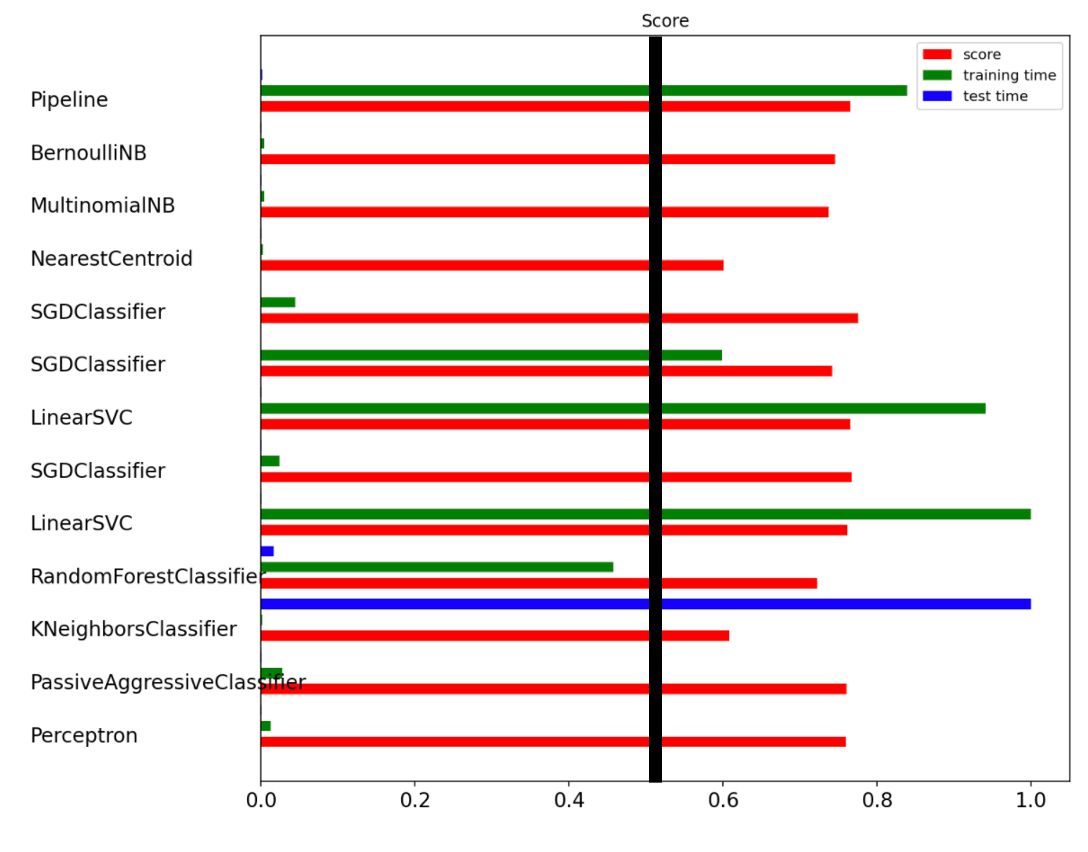 Score
score
training time
test time
Pipeline
BernoulliNB
MultinomialNB
NearestCentroid
SGDClassifier
SGDClassifier
LinearSVC
SGDClassifier
LinearSVC
RandomForestClassifier
KNeighborsClassifier
PassiveAggressiveClassifier
Perceptron
0.0 0.2 0.4 0.6 0.8 1.0